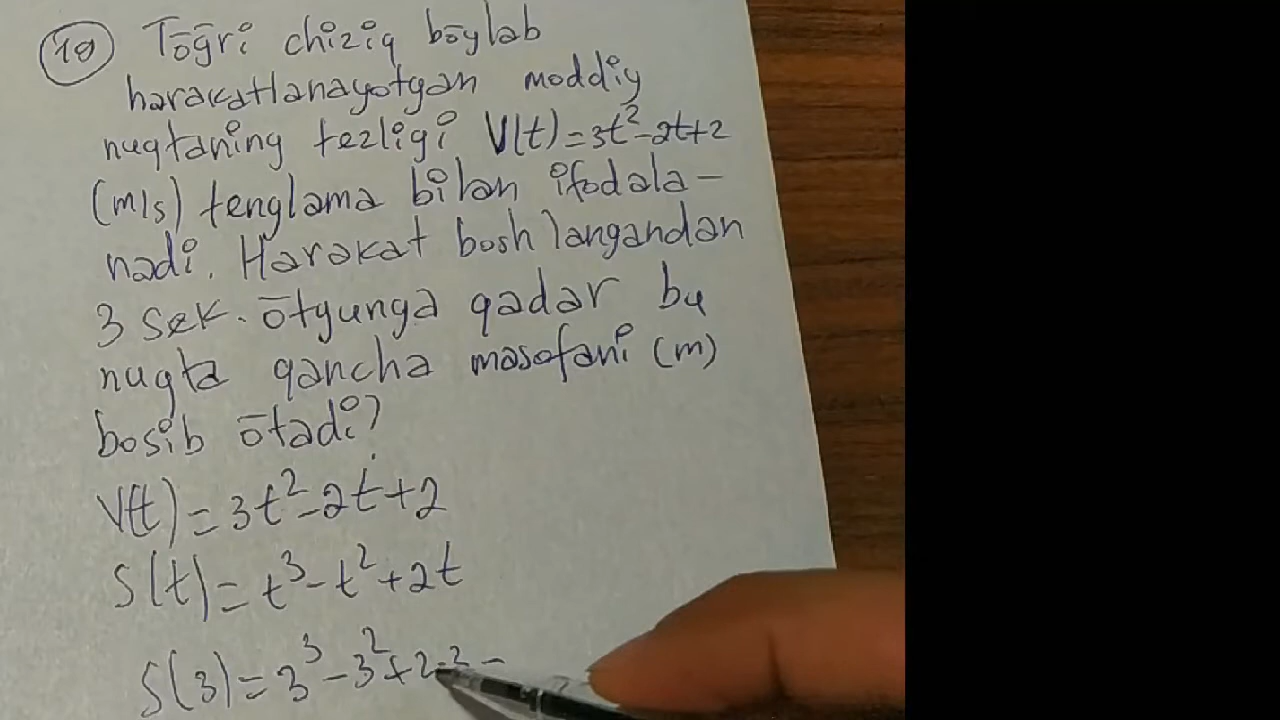 18 Tōgri chiziq bōylab
harakatlanayotgan moddiy
nuqtaning tezligi V(t)=3t²-2t+2
(m/s) tenglama bilan ifodala-
nadi. Harakat boshlangandan
3 sek. ōtgunga qadar bu
nuqta qancha masofani (m)
bosib ōtadi?
V(t)=3t²-2t+2
S(t)=t³-t²+2t
S(3)=3³-3²+2·3=